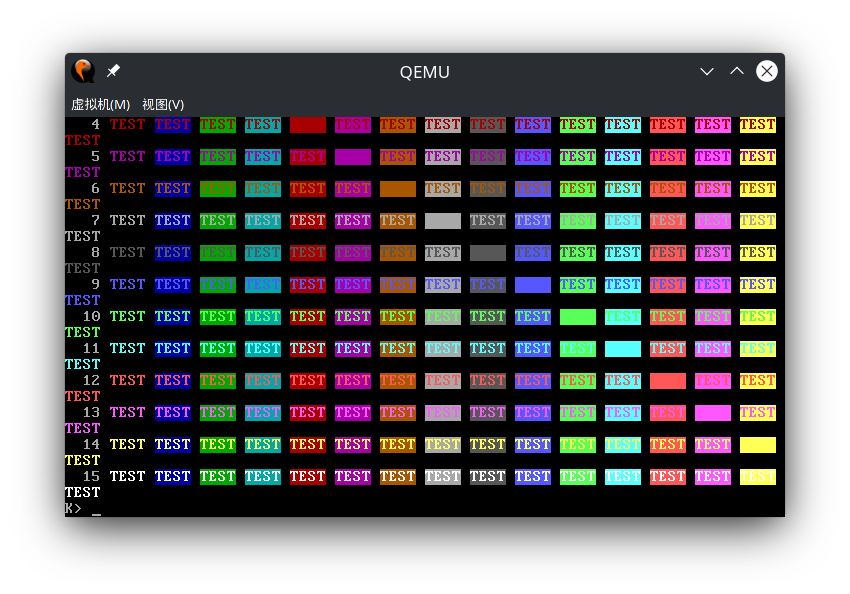 QEMU
虚拟机(M) 视图(V)
4 TEST TEST TEST TEST TEST TEST TEST TEST TEST TEST TEST TEST TEST TEST
TEST
5 TEST TEST TEST TEST TEST TEST TEST TEST TEST TEST TEST TEST TEST TEST
TEST
6 TEST TEST TEST TEST TEST TEST TEST TEST TEST TEST TEST TEST TEST TEST
TEST
7 TEST TEST TEST TEST TEST TEST TEST TEST TEST TEST TEST TEST TEST TEST
TEST
8 TEST TEST TEST TEST TEST TEST TEST TEST TEST TEST TEST TEST TEST TEST
TEST
9 TEST TEST TEST TEST TEST TEST TEST TEST TEST TEST TEST TEST TEST TEST
TEST
10 TEST TEST TEST TEST TEST TEST TEST TEST TEST TEST TEST TEST TEST TEST
TEST
11 TEST TEST TEST TEST TEST TEST TEST TEST TEST TEST TEST TEST TEST TEST
TEST
12 TEST TEST TEST TEST TEST TEST TEST TEST TEST TEST TEST TEST TEST TEST
TEST
13 TEST TEST TEST TEST TEST TEST TEST TEST TEST TEST TEST TEST TEST TEST
TEST
14 TEST TEST TEST TEST TEST TEST TEST TEST TEST TEST TEST TEST TEST TEST
TEST
15 TEST TEST TEST TEST TEST TEST TEST TEST TEST TEST TEST TEST TEST TEST TEST
TEST
K> _